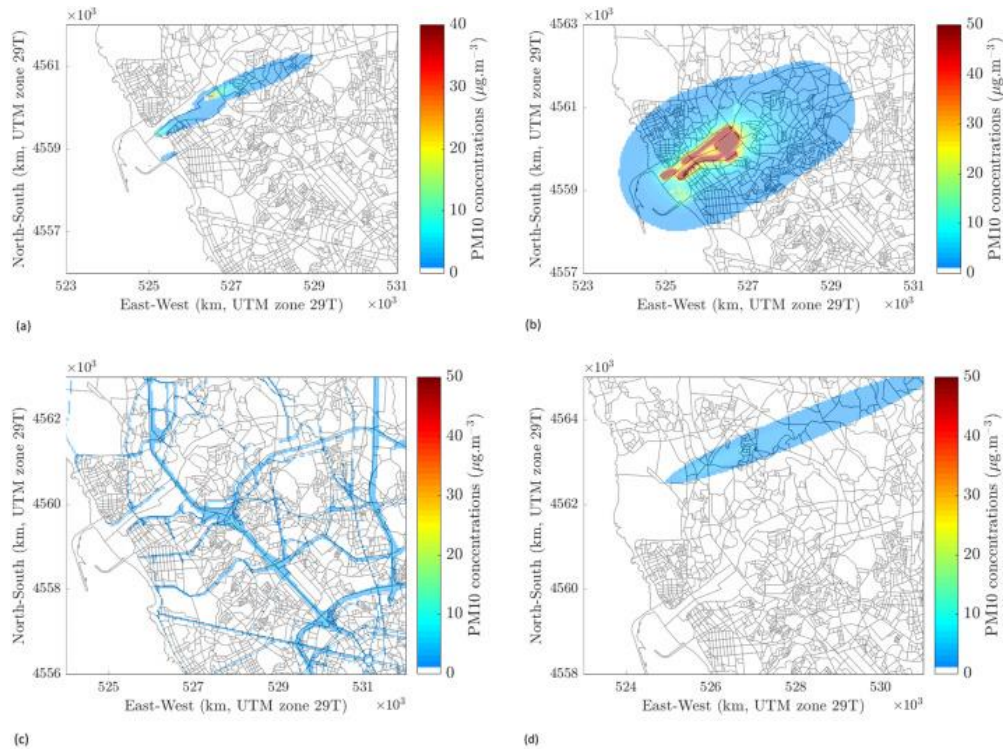 ×10³
4561
4559
4557
North-South (km, UTM zone 29T)
523 525 527 529 531
East-West (km, UTM zone 29T) ×10³
40
30
20
10
0
PM10 concentrations (μg.m⁻³)
(a)
×10³
4563
4561
4559
4557
North-South (km, UTM zone 29T)
523 525 527 529 531
East-West (km, UTM zone 29T) ×10³
50
40
30
20
10
0
PM10 concentrations (μg.m⁻³)
(b)
×10³
4562
4560
4558
4556
North-South (km, UTM zone 29T)
525 526 527 528 529 530 531
East-West (km, UTM zone 29T) ×10³
50
40
30
20
10
0
PM10 concentrations (μg.m⁻³)
(c)
×10³
4564
4562
4560
4558
North-South (km, UTM zone 29T)
524 526 528 530
East-West (km, UTM zone 29T) ×10³
50
40
30
20
10
0
PM10 concentrations (μg.m⁻³)
(d)